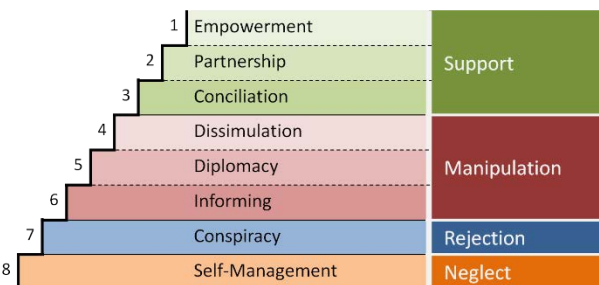 1 Empowerment
2 Partnership
Support
3 Conciliation
4 Dissimulation
5 Diplomacy
Manipulation
6 Informing
7 Conspiracy
Rejection
8 Self-Management
Neglect